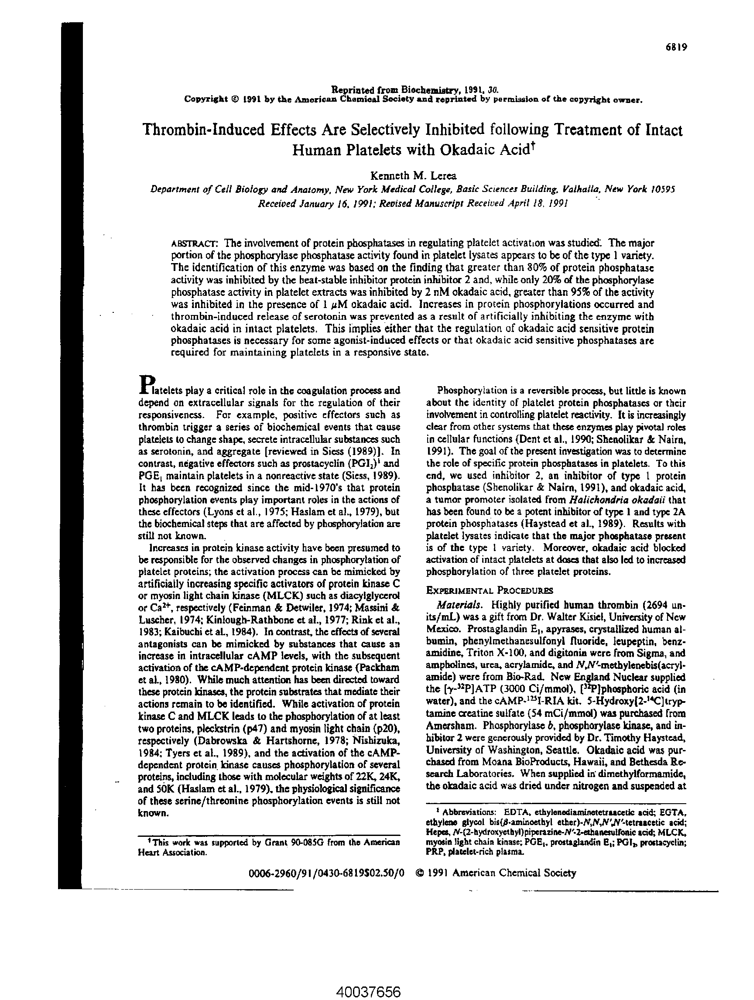 6819
Reprinted from Biochemistry, 1991, 30.
Copyright © 1991 by the American Chemical Society and reprinted by permission of the copyright owner.
Thrombin-Induced Effects Are Selectively Inhibited following Treatment of Intact
Human Platelets with Okadaic Acid†
Kenneth M. Lerea
Department of Cell Biology and Anatomy, New York Medical College, Basic Sciences Building, Valhalla, New York 10595
Received January 16, 1991; Revised Manuscript Received April 18, 1991
ABSTRACT: The involvement of protein phosphatases in regulating platelet activation was studied. The major
portion of the phosphorylase phosphatase activity found in platelet lysates appears to be of the type 1 variety.
The identification of this enzyme was based on the finding that greater than 80% of protein phosphatase
activity was inhibited by the heat-stable inhibitor protein inhibitor 2 and, while only 20% of the phosphorylase
phosphatase activity in platelet extracts was inhibited by 2 nM okadaic acid, greater than 95% of the activity
was inhibited in the presence of 1 μM okadaic acid. Increases in protein phosphorylations occurred and
thrombin-induced release of serotonin was prevented as a result of artificially inhibiting the enzyme with
okadaic acid in intact platelets. This implies either that the regulation of okadaic acid sensitive protein
phosphatases is necessary for some agonist-induced effects or that okadaic acid sensitive phosphatases are
required for maintaining platelets in a responsive state.
Platelets play a critical role in the coagulation process and
depend on extracellular signals for the regulation of their
responsiveness. For example, positive effectors such as
thrombin trigger a series of biochemical events that cause
platelets to change shape, secrete intracellular substances such
as serotonin, and aggregate [reviewed in Siess (1989)]. In
contrast, negative effectors such as prostacyclin (PGI₂)¹ and
PGE₁ maintain platelets in a nonreactive state (Siess, 1989).
It has been recognized since the mid-1970's that protein
phosphorylation events play important roles in the actions of
these effectors (Lyons et al., 1975; Haslam et al., 1979), but
the biochemical steps that are affected by phosphorylation are
still not known.
Increases in protein kinase activity have been presumed to
be responsible for the observed changes in phosphorylation of
platelet proteins; the activation process can be mimicked by
artificially increasing specific activators of protein kinase C
or myosin light chain kinase (MLCK) such as diacylglycerol
or Ca²⁺, respectively (Feinman & Detwiler, 1974; Massini &
Luscher, 1974; Kinlough-Rathbone et al., 1977; Rink et al.,
1983; Kaibuchi et al., 1984). In contrast, the effects of several
antagonists can be mimicked by substances that cause an
increase in intracellular cAMP levels, with the subsequent
activation of the cAMP-dependent protein kinase (Packham
et al., 1980). While much attention has been directed toward
these protein kinases, the protein substrates that mediate their
actions remain to be identified. While activation of protein
kinase C and MLCK leads to the phosphorylation of at least
two proteins, pleckstrin (p47) and myosin light chain (p20),
respectively (Dabrowska & Hartshorne, 1978; Nishizuka,
1984; Tyers et al., 1989), and the activation of the cAMP-
dependent protein kinase causes phosphorylation of several
proteins, including those with molecular weights of 22K, 24K,
and 50K (Haslam et al., 1979), the physiological significance
of these serine/threonine phosphorylation events is still not
known.
†This work was supported by Grant 90-085G from the American
Heart Association.
Phosphorylation is a reversible process, but little is known
about the identity of platelet protein phosphatases or their
involvement in controlling platelet reactivity. It is increasingly
clear from other systems that these enzymes play pivotal roles
in cellular functions (Dent et al., 1990; Shenolikar & Nairn,
1991). The goal of the present investigation was to determine
the role of specific protein phosphatases in platelets. To this
end, we used inhibitor 2, an inhibitor of type 1 protein
phosphatase (Shenolikar & Nairn, 1991), and okadaic acid,
a tumor promoter isolated from Halichondria okadaii that
has been found to be a potent inhibitor of type 1 and type 2A
protein phosphatases (Haystead et al., 1989). Results with
platelet lysates indicate that the major phosphatase present
is of the type 1 variety. Moreover, okadaic acid blocked
activation of intact platelets at doses that also led to increased
phosphorylation of three platelet proteins.
EXPERIMENTAL PROCEDURES
Materials. Highly purified human thrombin (2694 un-
its/mL) was a gift from Dr. Walter Kisiel, University of New
Mexico. Prostaglandin E₁, apyrases, crystallized human al-
bumin, phenylmethanesulfonyl fluoride, leupeptin, benz-
amidine, Triton X-100, and digitonin were from Sigma, and
ampholines, urea, acrylamide, and N,N'-methylenebis(acryl-
amide) were from Bio-Rad. New England Nuclear supplied
the [γ-³²P]ATP (3000 Ci/mmol), [³²P]phosphoric acid (in
water), and the cAMP-¹²⁵I-RIA kit. 5-Hydroxy[2-¹⁴C]tryp-
tamine creatine sulfate (54 mCi/mmol) was purchased from
Amersham. Phosphorylase b, phosphorylase kinase, and in-
hibitor 2 were generously provided by Dr. Timothy Haystead,
University of Washington, Seattle. Okadaic acid was pur-
chased from Moana BioProducts, Hawaii, and Bethesda Re-
search Laboratories. When supplied in dimethylformamide,
the okadaic acid was dried under nitrogen and suspended at
¹ Abbreviations: EDTA, ethylenediaminetetraacetic acid; EGTA,
ethylene glycol bis(β-aminoethyl ether)-N,N,N',N'-tetraacetic acid;
Hepes, N-(2-hydroxyethyl)piperazine-N'-2-ethanesulfonic acid; MLCK,
myosin light chain kinase; PGE₁, prostaglandin E₁; PGI₂, prostacyclin;
PRP, platelet-rich plasma.
0006-2960/91/0430-6819$02.50/0 © 1991 American Chemical Society
40037656